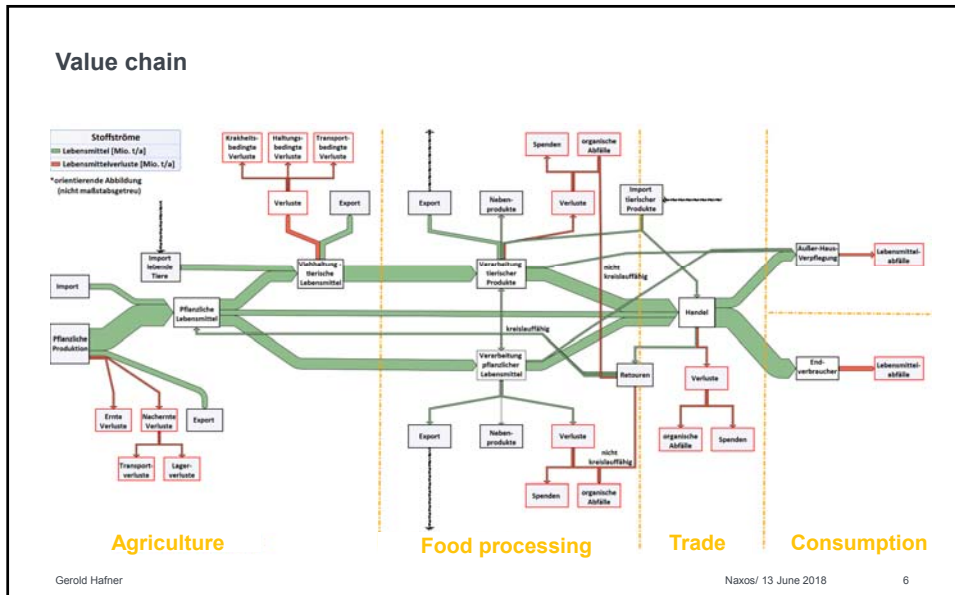 Value chain
Stoffströme
Lebensmittel [Mio. t/a]
Lebensmittelverluste [Mio. t/a]
*orientierende Abbildung
(nicht maßstabsgetreu)
Krakheits-
bedingte
Verluste
Haltungs-
bedingte
Verluste
Transport-
bedingte
Verluste
Verluste
Export
Import
lebende
Tiere
Viehhaltung -
tierische
Lebensmittel
Import
Pflanzliche
Lebensmittel
Pflanzliche
Produktion
Ernte
Verluste
Nachernte
Verluste
Export
Transport-
verluste
Lager-
verluste
Spenden
organische
Abfälle
Export
Neben-
produkte
Verluste
Import
tierischer
Produkte
Verarbeitung
tierischer
Produkte
nicht
kreislauffähig
kreislauffähig
Verarbeitung
pflanzlicher
Lebensmittel
Retouren
Export
Neben-
produkte
Verluste
nicht
kreislauffähig
Spenden
organische
Abfälle
Handel
Verluste
organische
Abfälle
Spenden
Außer-Haus-
Verpflegung
Lebensmittel-
abfälle
End-
verbraucher
Lebensmittel-
abfälle
Agriculture
Food processing
Trade
Consumption
Gerold Hafner
Naxos/ 13 June 2018
6